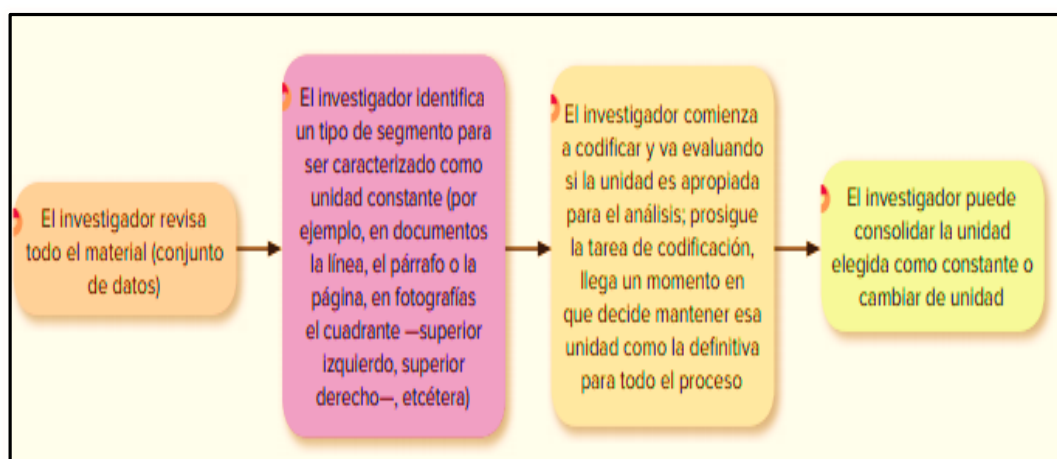 El investigador revisa
todo el material (conjunto
de datos)
El investigador identifica
un tipo de segmento para
ser caracterizado como
unidad constante (por
ejemplo, en documentos
la línea, el párrafo o la
página, en fotografías
el cuadrante —superior
izquierdo, superior
derecho—, etcétera)
El investigador comienza
a codificar y va evaluando
si la unidad es apropiada
para el análisis; prosigue
la tarea de codificación,
llega un momento en
que decide mantener esa
unidad como la definitiva
para todo el proceso
El investigador puede
consolidar la unidad
elegida como constante o
cambiar de unidad